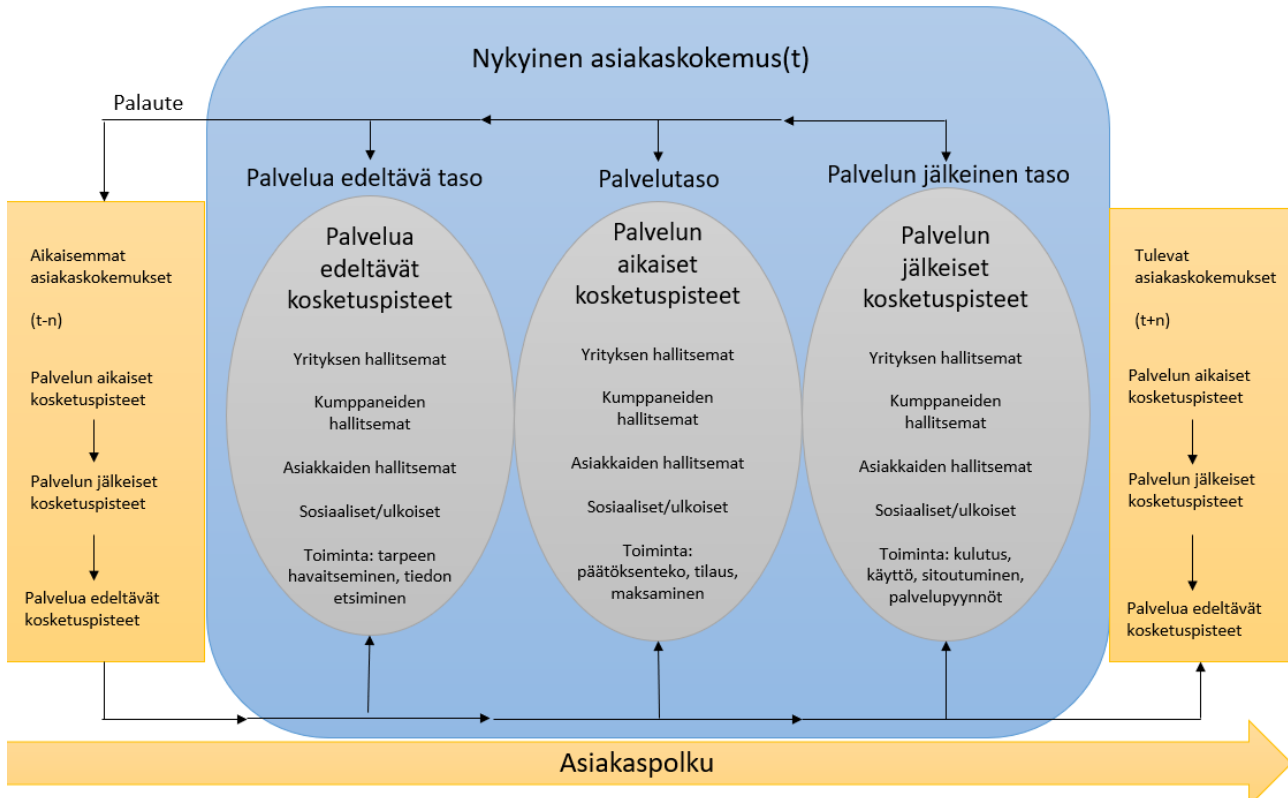 Nykyinen asiakaskokemus(t)
Palaute
Palvelua edeltävä taso
Palvelutaso
Palvelun jälkeinen taso
Aikaisemmat
asiakaskokemukset
(t-n)
Palvelun aikaiset
kosketuspisteet
Palvelun jälkeiset
kosketuspisteet
Palvelua edeltävät
kosketuspisteet
Palvelua
edeltävät
kosketuspisteet
Yrityksen hallitsemat
Kumppaneiden
hallitsemat
Asiakkaiden hallitsemat
Sosiaaliset/ulkoiset
Toiminta: tarpeen
havaitseminen, tiedon
etsiminen
Palvelun
aikaiset
kosketuspisteet
Yrityksen hallitsemat
Kumppaneiden
hallitsemat
Asiakkaiden hallitsemat
Sosiaaliset/ulkoiset
Toiminta:
päätöksenteko, tilaus,
maksaminen
Palvelun
jälkeiset
kosketuspisteet
Yrityksen hallitsemat
Kumppaneiden
hallitsemat
Asiakkaiden hallitsemat
Sosiaaliset/ulkoiset
Toiminta: kulutus,
käyttö, sitoutuminen,
palvelupyynnöt
Tulevat
asiakaskokemukset
(t+n)
Palvelun aikaiset
kosketuspisteet
Palvelun jälkeiset
kosketuspisteet
Palvelua edeltävät
kosketuspisteet
Asiakaspolku